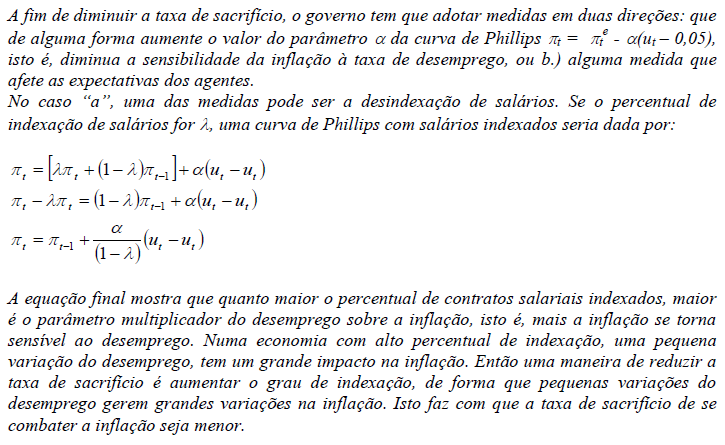 A fim de diminuir a taxa de sacrifício, o governo tem que adotar medidas em duas direções: que
de alguma forma aumente o valor do parâmetro α da curva de Phillips πₜ = πₜᵉ - α(uₜ – 0,05),
isto é, diminua a sensibilidade da inflação à taxa de desemprego, ou b.) alguma medida que
afete as expectativas dos agentes.
No caso “a”, uma das medidas pode ser a desindexação de salários. Se o percentual de
indexação de salários for λ, uma curva de Phillips com salários indexados seria dada por:
πₜ = [λπₜ + (1 − λ)πₜ₋₁] + α(uₜ − uₜ)
πₜ − λπₜ = (1 − λ)πₜ₋₁ + α(uₜ − uₜ)
πₜ = πₜ₋₁ + α/(1 − λ) (uₜ − uₜ)
A equação final mostra que quanto maior o percentual de contratos salariais indexados, maior
é o parâmetro multiplicador do desemprego sobre a inflação, isto é, mais a inflação se torna
sensível ao desemprego. Numa economia com alto percentual de indexação, uma pequena
variação do desemprego, tem um grande impacto na inflação. Então uma maneira de reduzir a
taxa de sacrifício é aumentar o grau de indexação, de forma que pequenas variações do
desemprego gerem grandes variações na inflação. Isto faz com que a taxa de sacrifício de se
combater a inflação seja menor.